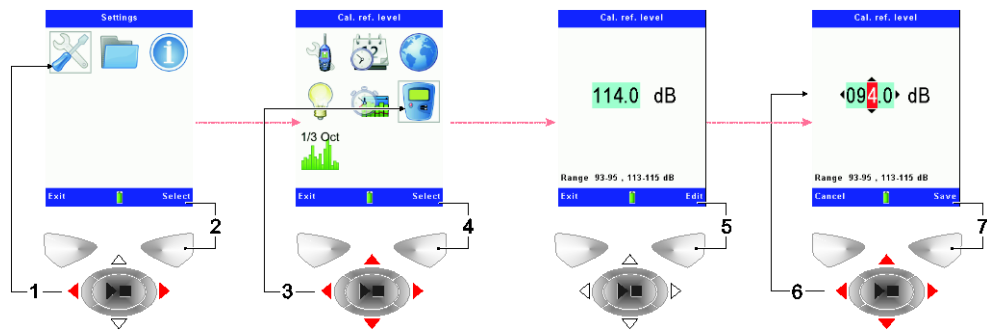 Settings
Exit
Select
1
2
Cal. ref. level
12
1/3 Oct
Exit
Select
3
4
Cal. ref. level
114.0 dB
Range 93-95 , 113-115 dB
Exit
Edit
5
Cal. ref. level
094.0 dB
Range 93-95 , 113-115 dB
Cancel
Save
6
7